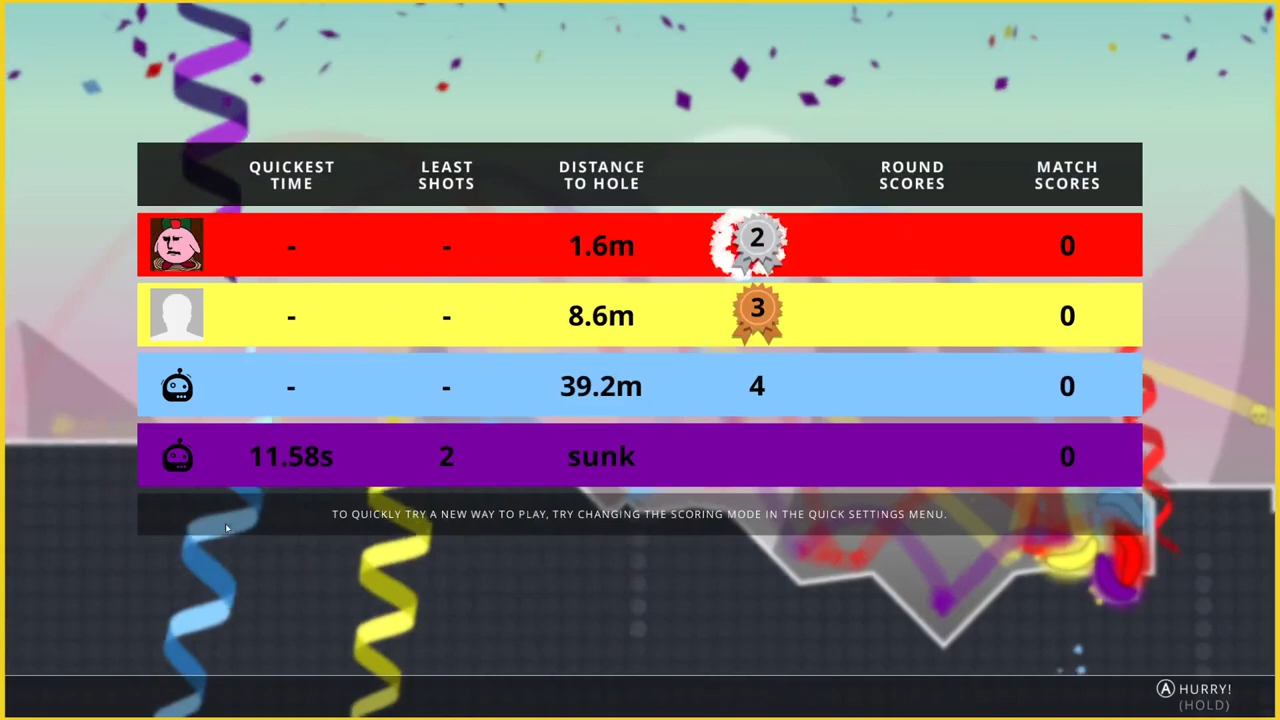 QUICKEST TIME LEAST SHOTS DISTANCE TO HOLE ROUND SCORES MATCH SCORES
- - 1.6m 2 0
- - 8.6m 3 0
- - 39.2m 4 0
11.58s 2 sunk 0
TO QUICKLY TRY A NEW WAY TO PLAY, TRY CHANGING THE SCORING MODE IN THE QUICK SETTINGS MENU.
A HURRY!
(HOLD)